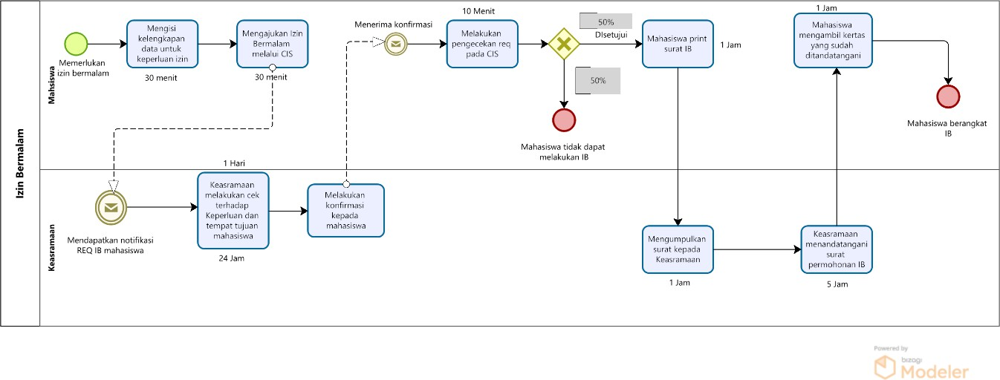 Izin Bermalam
Mahsiswa
Memerlukan
izin bermalam
Mengisi
kelengkapan
data untuk
keperluan izin
30 menit
Mengajukan Izin
Bermalam
melalui CIS
30 menit
Menerima konfirmasi
10 Menit
Melakukan
pengecekan req
pada CIS
50%
DIsetujui
50%
Mahasiswa tidak dapat
melakukan IB
Mahasiswa print
surat IB
1 Jam
1 Jam
Mahasiswa
mengambil kertas
yang sudah
ditandatangani
Mahasiswa berangkat
IB
Keasramaan
Mendapatkan notifikasi
REQ IB mahasiswa
1 Hari
Keasramaan
melakukan cek
terhadap
Keperluan dan
tempat tujuan
mahasiswa
24 Jam
Melakukan
konfirmasi
kepada
mahasiswa
Mengumpulkan
surat kepada
Keasramaan
1 Jam
Keasramaan
menandatangani
surat
permohonan IB
5 Jam
Powered by
bizagi
Modeler